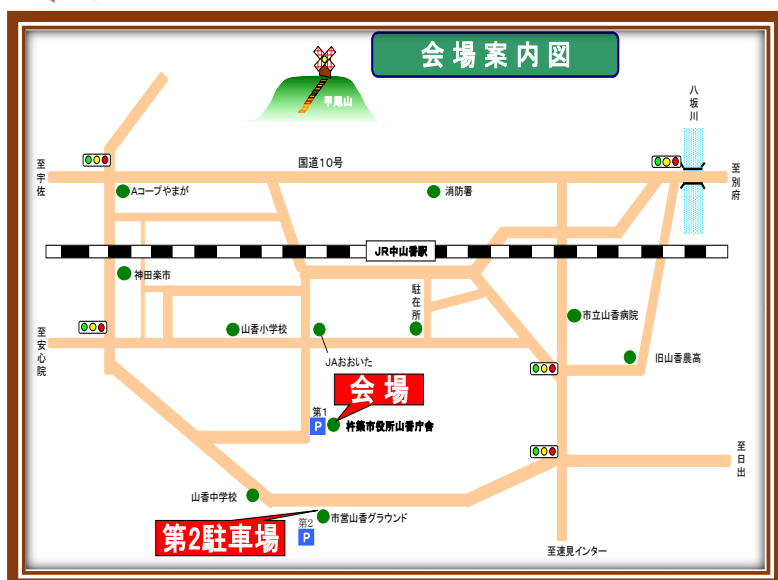 会場案内図
甲尾山
八坂川
至宇佐
国道10号
至別府
Aコープやまが
消防署
JR中山香駅
神田楽市
駐在所
市立山香病院
至安心院
山香小学校
JAおおいた
旧山香農高
会場
第1
P
杵築市役所山香庁舎
至日出
山香中学校
第2駐車場
第2
P
市営山香グラウンド
至速見インター